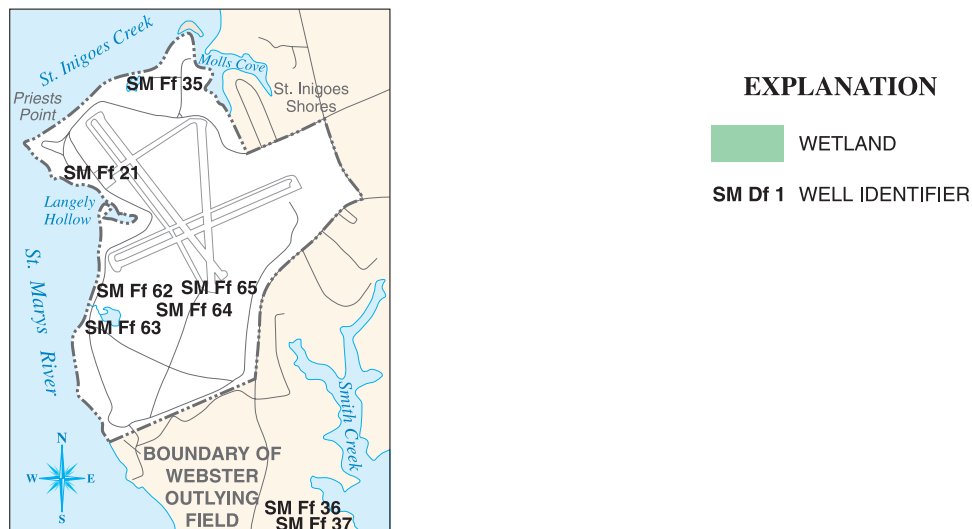 St. Inigoes Creek
Molls Cove
SM Ff 35
St. Inigoes
Shores
Priests
Point
SM Ff 21
Langely
Hollow
St. Marys River
SM Ff 62
SM Ff 65
SM Ff 64
SM Ff 63
Smith Creek
N
W
E
S
BOUNDARY OF
WEBSTER
OUTLYING
FIELD
SM Ff 36
SM Ff 37
EXPLANATION
WETLAND
SM Df 1 WELL IDENTIFIER